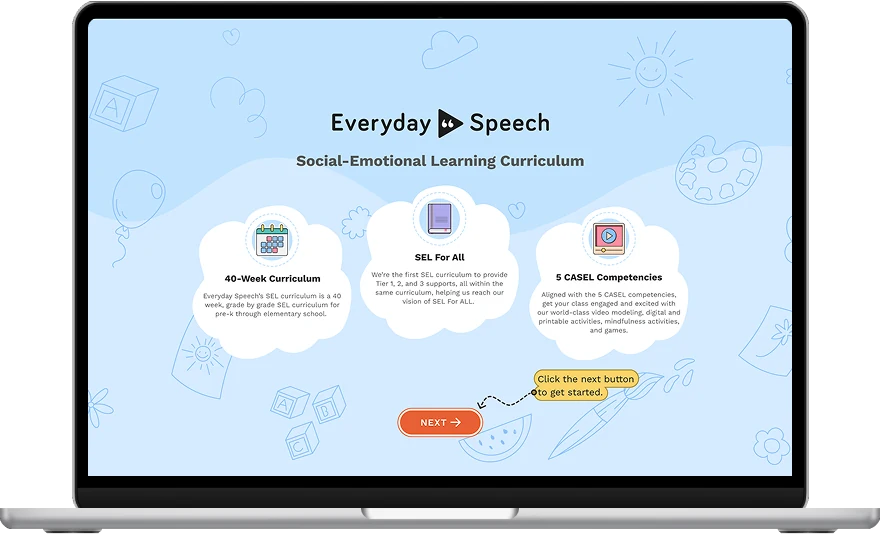 Everyday Speech
Social-Emotional Learning Curriculum
40-Week Curriculum
Everyday Speech's SEL curriculum is a 40
week, grade by grade SEL curriculum for
pre-k through elementary school.
SEL For All
We're the first SEL curriculum to provide
Tier 1, 2, and 3 supports, all within the
same curriculum, helping us reach our
vision of SEL For ALL.
5 CASEL Competencies
Aligned with the 5 CASEL competencies,
get your class engaged and excited with
our world-class video modeling, digital and
printable activities, mindfulness activities,
and games.
Click the next button
to get started.
NEXT →
A
A
B
C